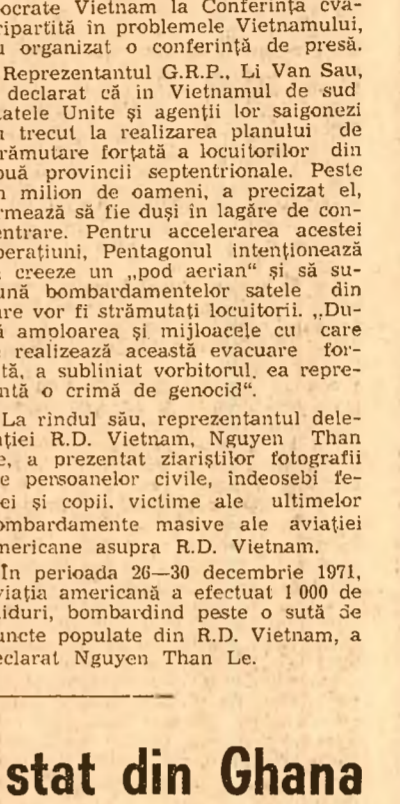 ocrate Vietnam la Conferința cva-
ripartită în problemele Vietnamului,
u organizat o conferință de presă.
Reprezentantul G.R.P., Li Van Sau,
declarat că in Vietnamul de sud
atele Unite și agenții lor saigonezi
u trecut la realizarea planului de
rămutare forțată a locuitorilor din
ouă provincii septentrionale. Peste
n milion de oameni, a precizat el,
rmează să fie duși în lagăre de con-
entrare. Pentru accelerarea acestei
perațiuni, Pentagonul intenționează
creeze un „pod aerian“ și să su-
ună bombardamentelor satele din
are vor fi strămutați locuitorii. „Du-
ă amploarea și mijloacele cu care
realizează această evacuare for-
tă, a subliniat vorbitorul. ea repre-
ntă o crimă de genocid“.
La rîndul său, reprezentantul dele-
ației R.D. Vietnam, Nguyen Than
e, a prezentat ziariștilor fotografii
e persoanelor civile, îndeosebi fe-
ei și copii. victime ale ultimelor
ombardamente masive ale aviației
mericane asupra R.D. Vietnam.
In perioada 26—30 decembrie 1971,
viația americană a efectuat 1 000 de
iduri, bombardind peste o sută de
uncte populate din R.D. Vietnam, a
eclarat Nguyen Than Le.
stat din Ghana